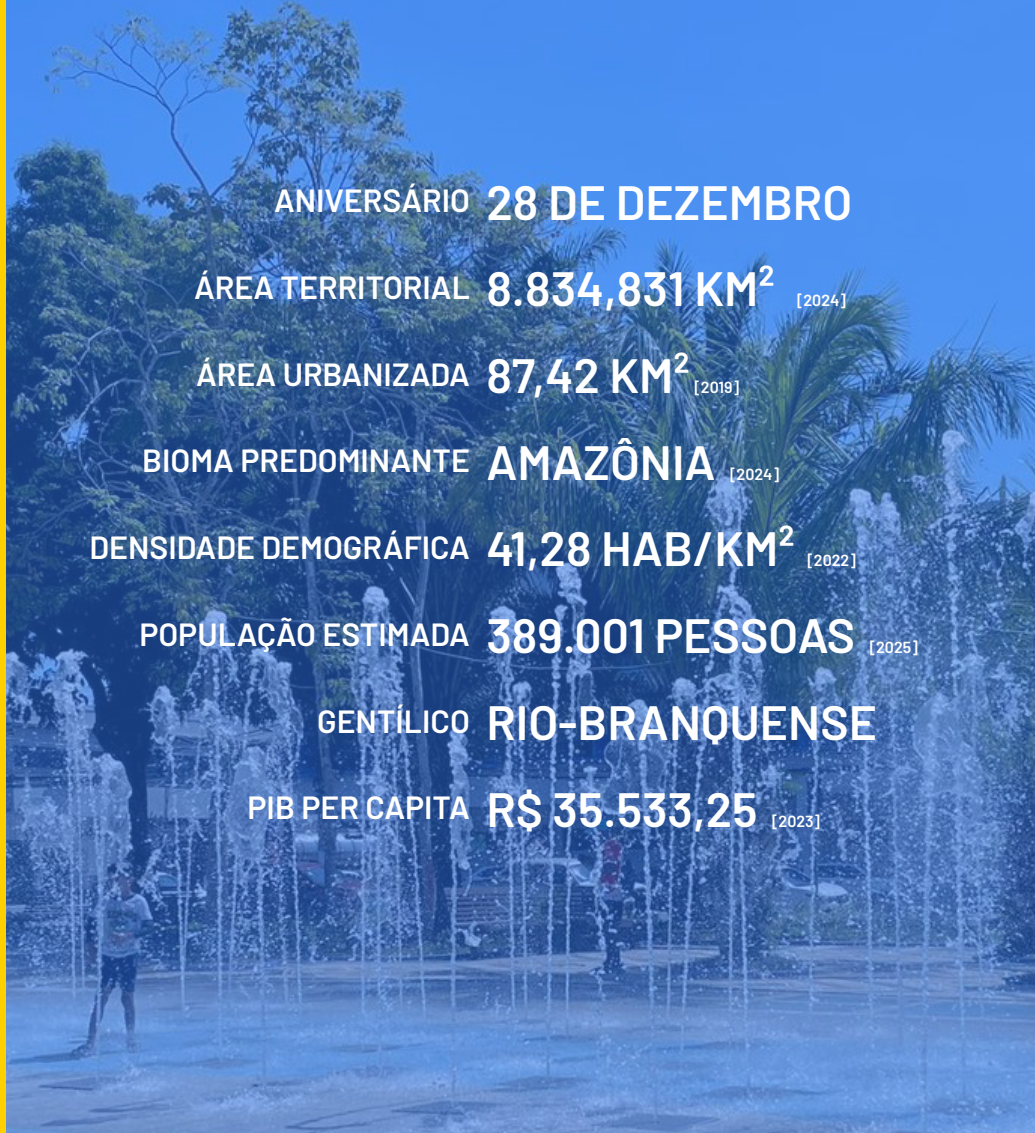 ANIVERSÁRIO 28 DE DEZEMBRO
ÁREA TERRITORIAL 8.834,831 KM² [2024]
ÁREA URBANIZADA 87,42 KM² [2019]
BIOMA PREDOMINANTE AMAZÔNIA [2024]
DENSIDADE DEMOGRÁFICA 41,28 HAB/KM² [2022]
POPULAÇÃO ESTIMADA 389.001 PESSOAS [2025]
GENTÍLICO RIO-BRANQUENSE
PIB PER CAPITA R$ 35.533,25 [2023]